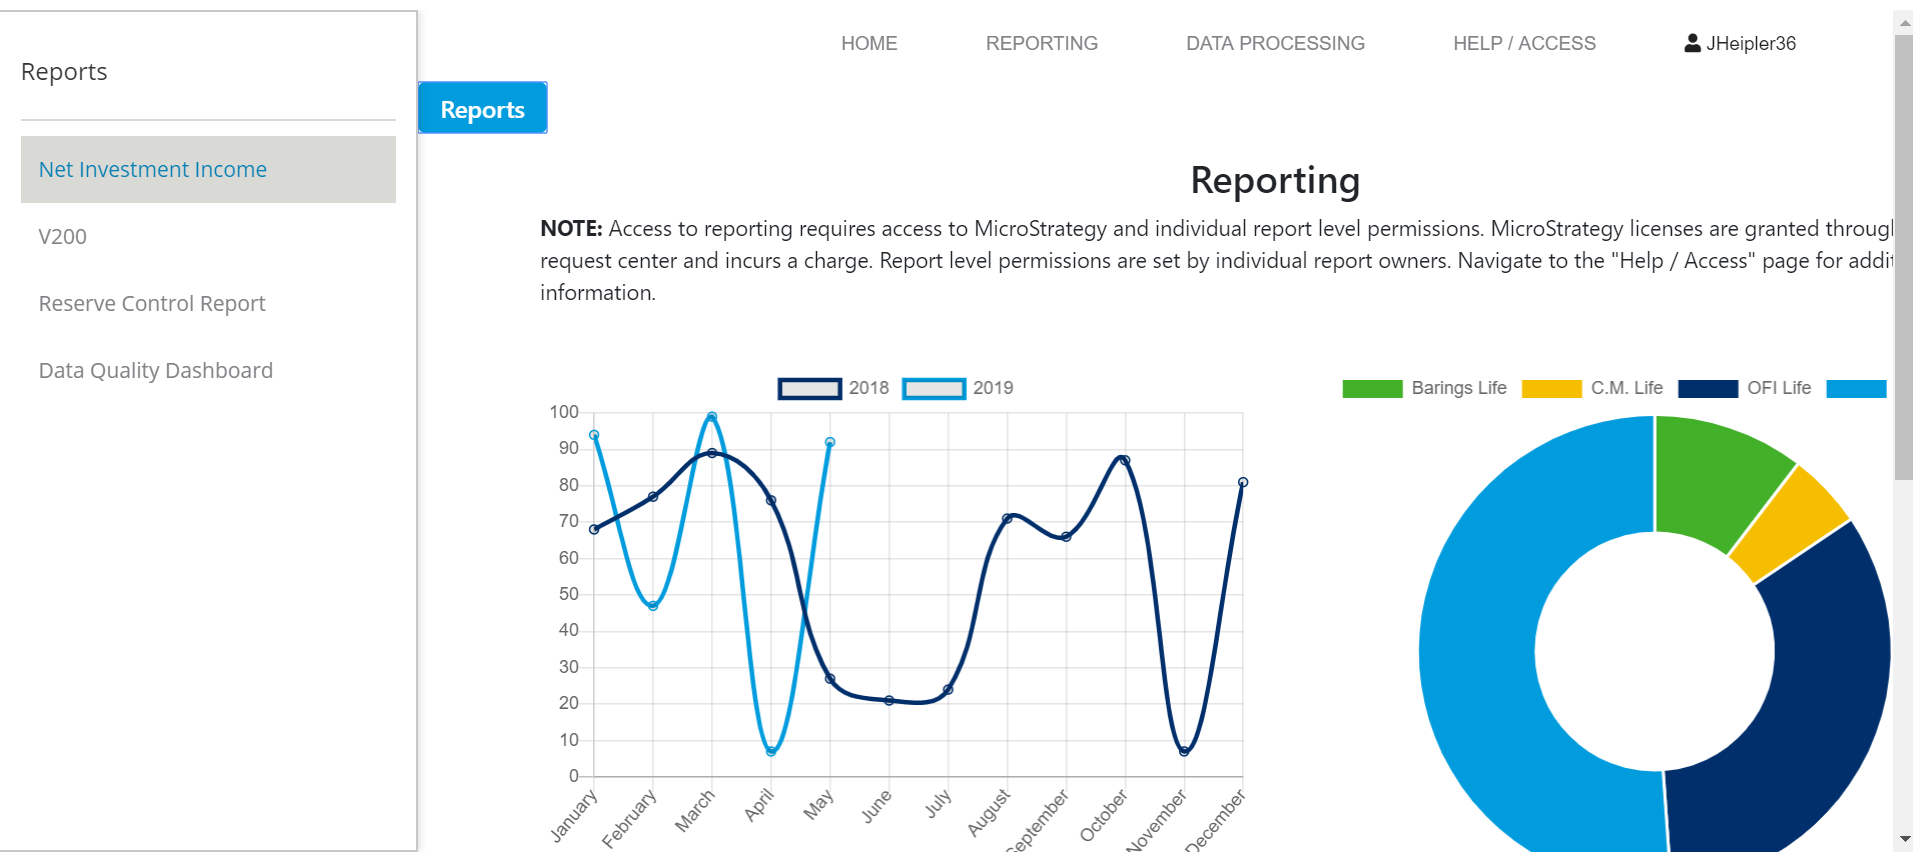 Reports
Net Investment Income
V200
Reserve Control Report
Data Quality Dashboard
HOME REPORTING DATA PROCESSING HELP / ACCESS JHeipler36
Reports
Reporting
NOTE: Access to reporting requires access to MicroStrategy and individual report level permissions. MicroStrategy licenses are granted through
request center and incurs a charge. Report level permissions are set by individual report owners. Navigate to the "Help / Access" page for addit
information.
2018 2019
100
90
80
70
60
50
40
30
20
10
0
January February March April May June July August September October November December
Barings Life C.M. Life OFI Life